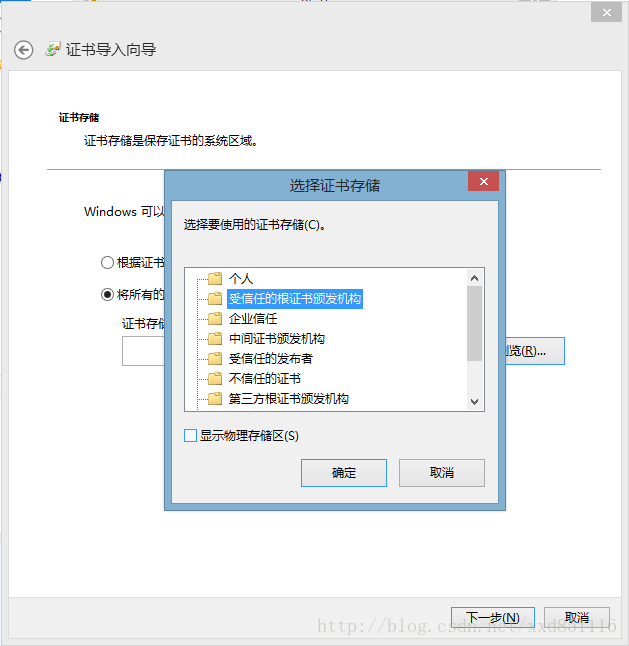 证书导入向导
证书存储
证书存储是保存证书的系统区域。
选择证书存储
Windows 可以
选择要使用的证书存储(C)。
根据证书
个人
将所有的
受信任的根证书颁发机构
企业信任
证书存储
中间证书颁发机构
览(R)...
受信任的发布者
不信任的证书
第三方根证书颁发机构
显示物理存储区(S)
确定
取消
下一步(N)
取消
http://blog.csdn.net/xxd851116